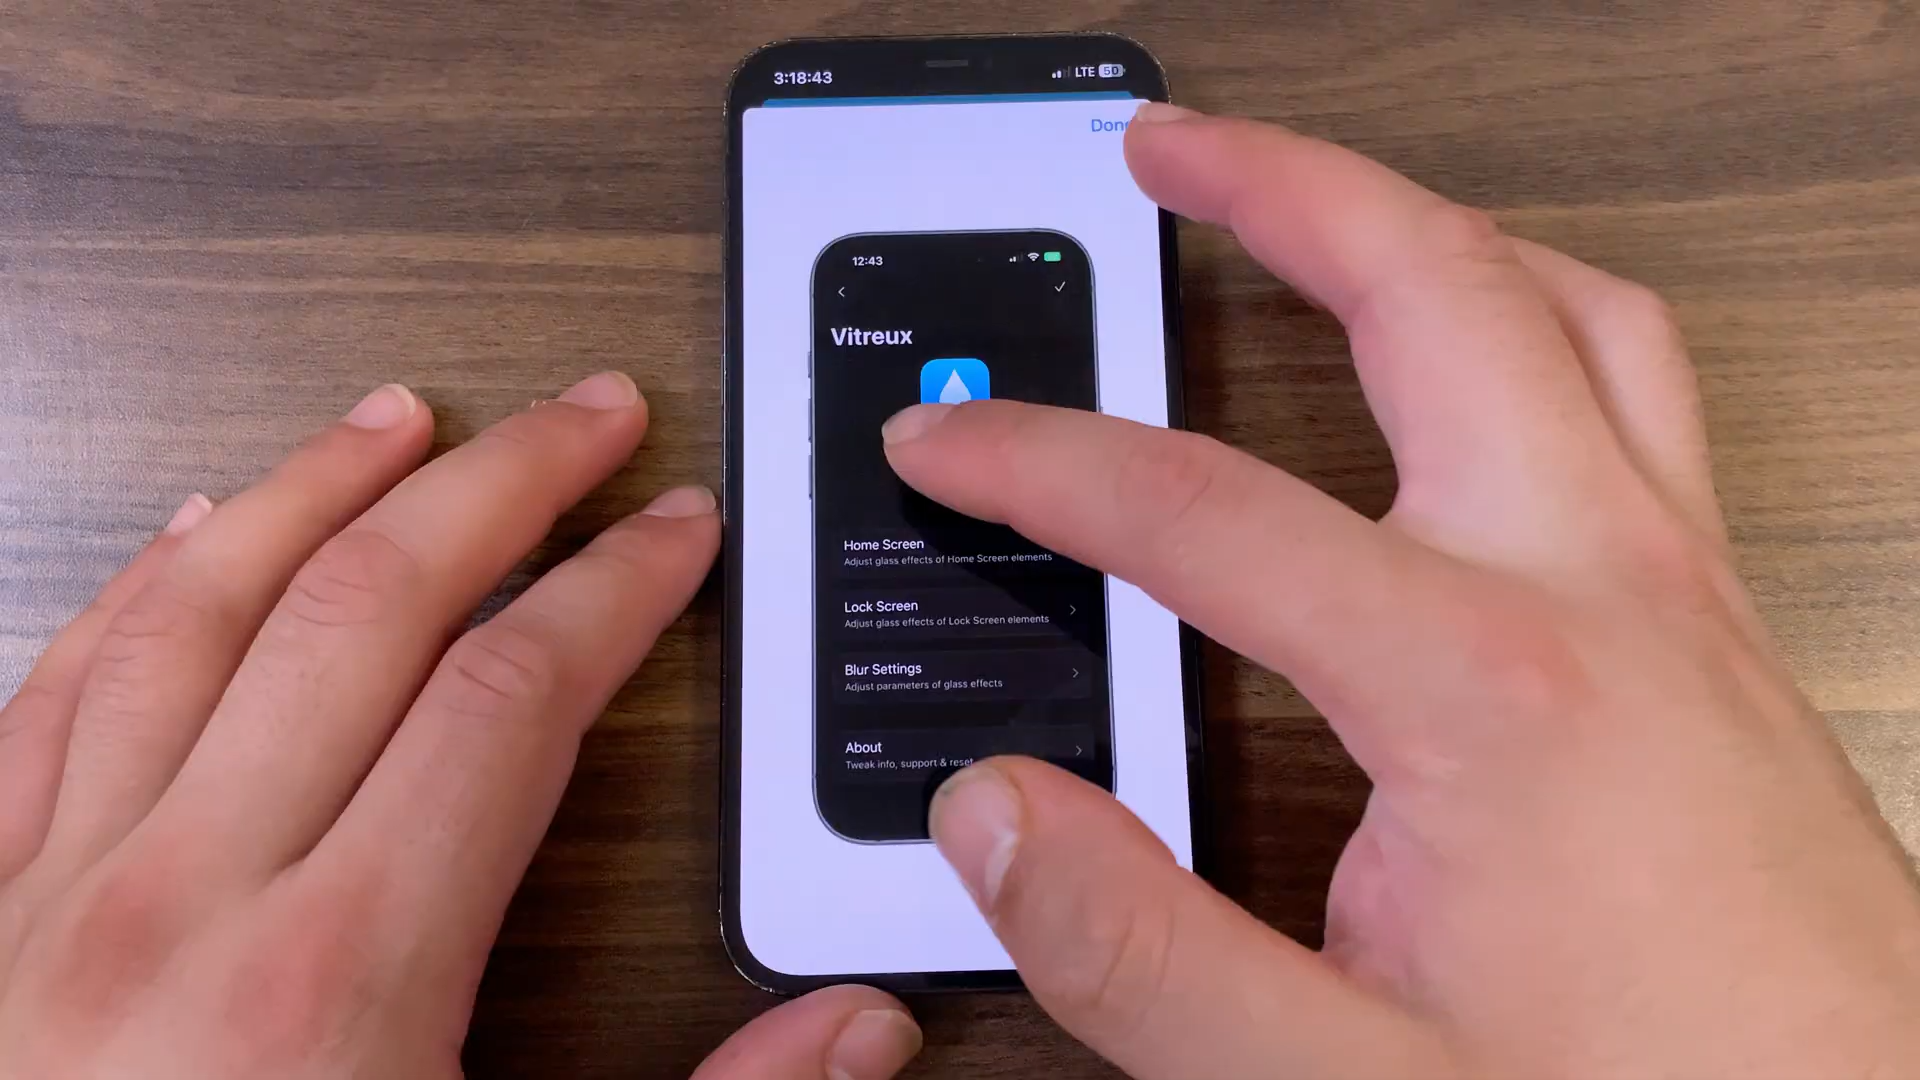 3:18:43
LTE 50
Done
12:43
Vitreux
Home Screen
Adjust glass effects of Home Screen elements
Lock Screen
Adjust glass effects of Lock Screen elements
Blur Settings
Adjust parameters of glass effects
About
Tweak info, support & reset